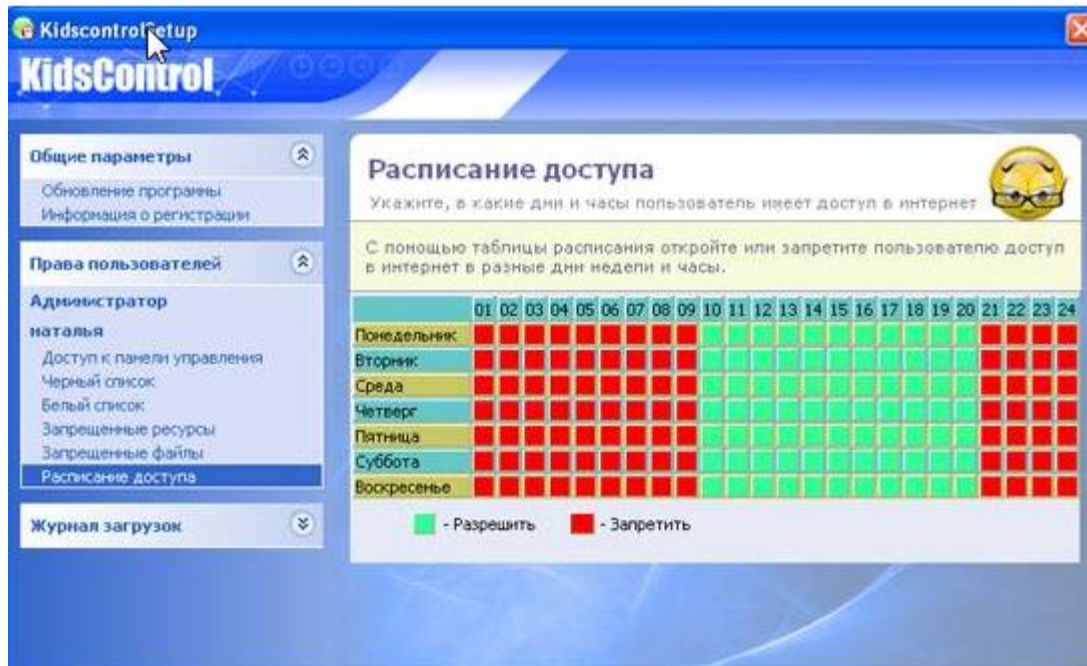 KidscontrolSetup
KidsControl
Общие параметры
Обновление программы
Информация о регистрации
Права пользователей
Администратор
наталья
Доступ к панели управления
Черный список
Белый список
Запрещенные ресурсы
Запрещенные файлы
Расписание доступа
Журнал загрузок
Расписание доступа
Укажите, в какие дни и часы пользователь имеет доступ в интернет
С помощью таблицы расписания откройте или запретите пользователю доступ
в интернет в разные дни недели и часы.
01 02 03 04 05 06 07 08 09 10 11 12 13 14 15 16 17 18 19 20 21 22 23 24
Понедельник
Вторник
Среда
Четверг
Пятница
Суббота
Воскресенье
- Разрешить - Запретить